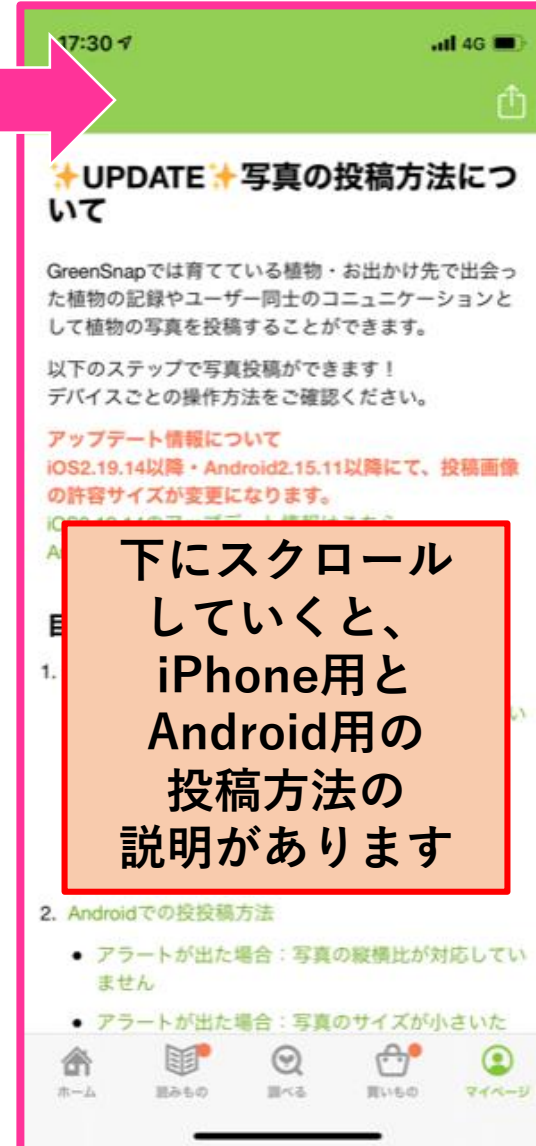 17:30
4G
✨UPDATE✨写真の投稿方法につ
いて
GreenSnapでは育てている植物・お出かけ先で出会っ
た植物の記録やユーザー同士のコニュニケーションと
して植物の写真を投稿することができます。
以下のステップで写真投稿ができます！
デバイスごとの操作方法をご確認ください。
アップデート情報について
iOS2.19.14以降・Android2.15.11以降にて、投稿画像
の許容サイズが変更になります。
下にスクロール
していくと、
iPhone用と
Android用の
投稿方法の
説明があります
1.
い
2. Androidでの投投稿方法
• アラートが出た場合：写真の縦横比が対応してい
ません
• アラートが出た場合：写真のサイズが小さいた
ホーム 読みもの 調べる 買いもの マイページ